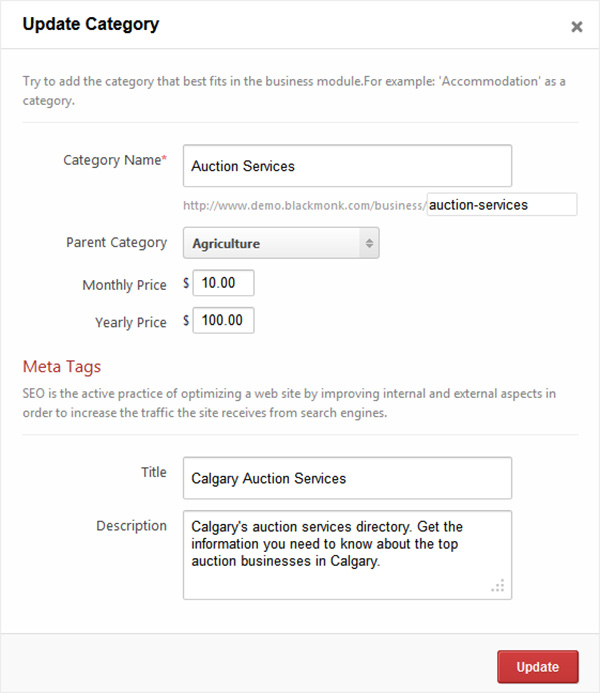 Update Category
×
Try to add the category that best fits in the business module.For example: 'Accommodation' as a
category.
Category Name*
Auction Services
http://www.demo.blackmonk.com/business/ auction-services
Parent Category
Agriculture
Monthly Price
$ 10.00
Yearly Price
$ 100.00
Meta Tags
SEO is the active practice of optimizing a web site by improving internal and external aspects in
order to increase the traffic the site receives from search engines.
Title
Calgary Auction Services
Description
Calgary's auction services directory. Get the
information you need to know about the top
auction businesses in Calgary.
Update